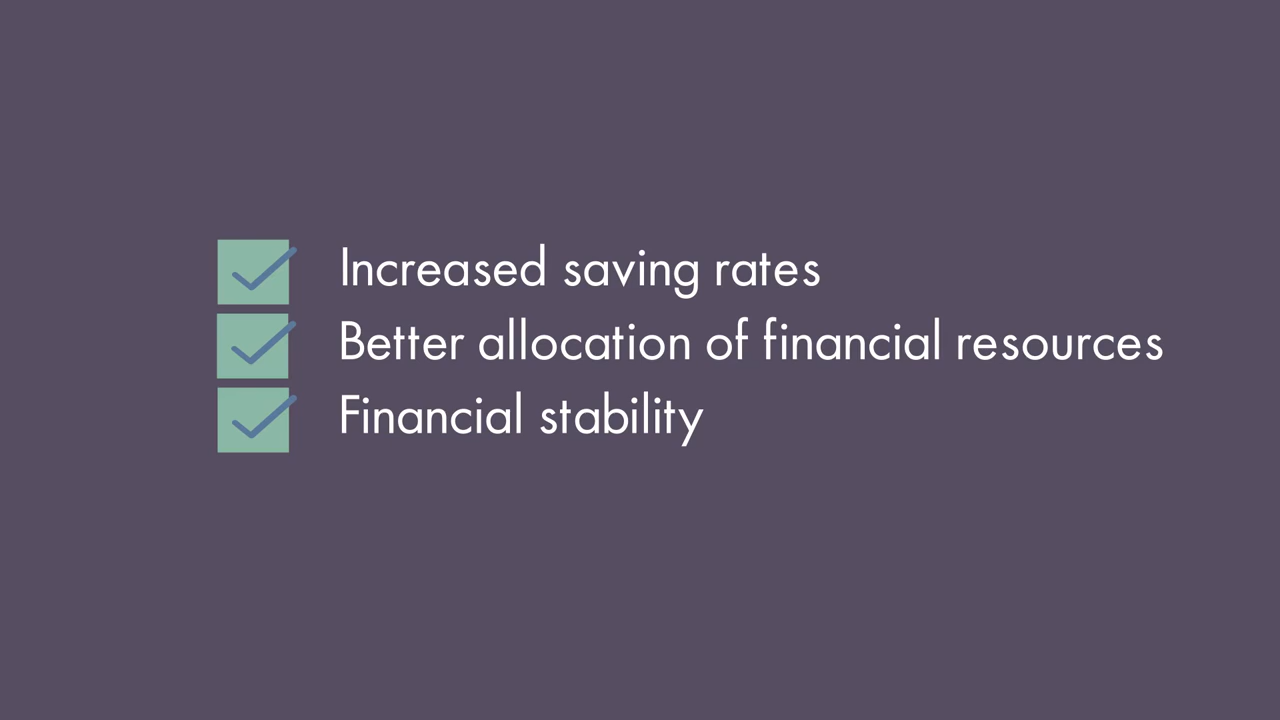 Increased saving rates
Better allocation of financial resources
Financial stability